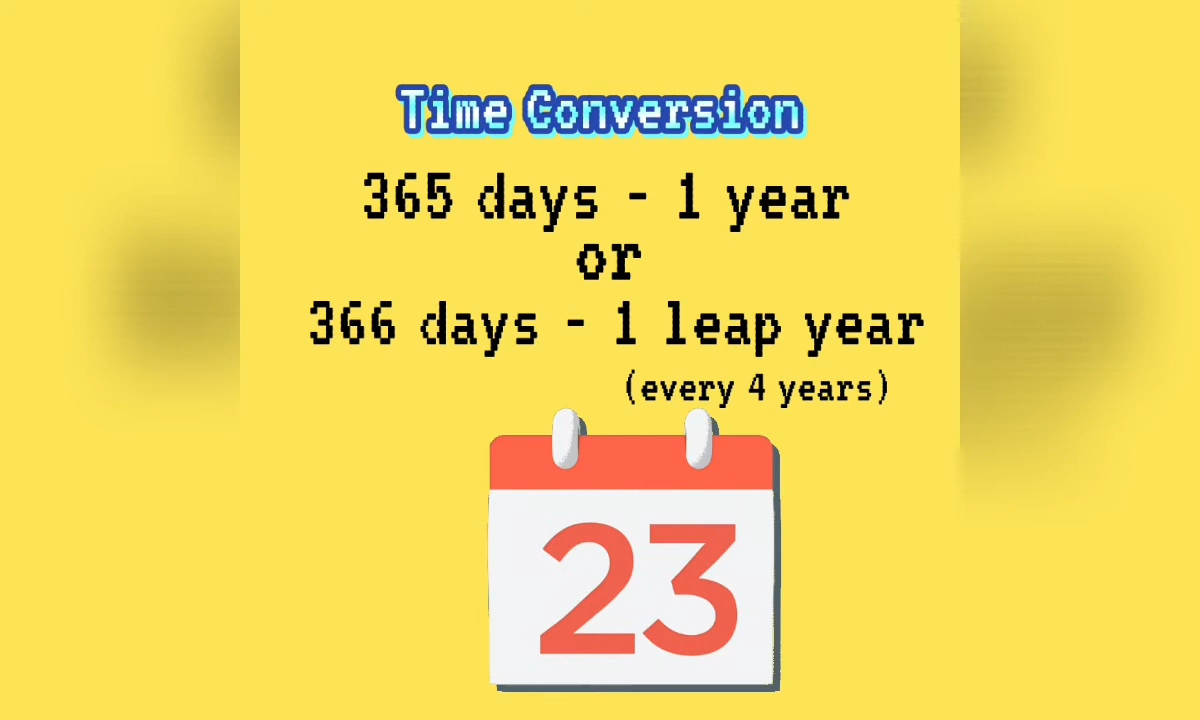 Time Conversion
365 days - 1 year
or
366 days - 1 leap year
(every 4 years)
23